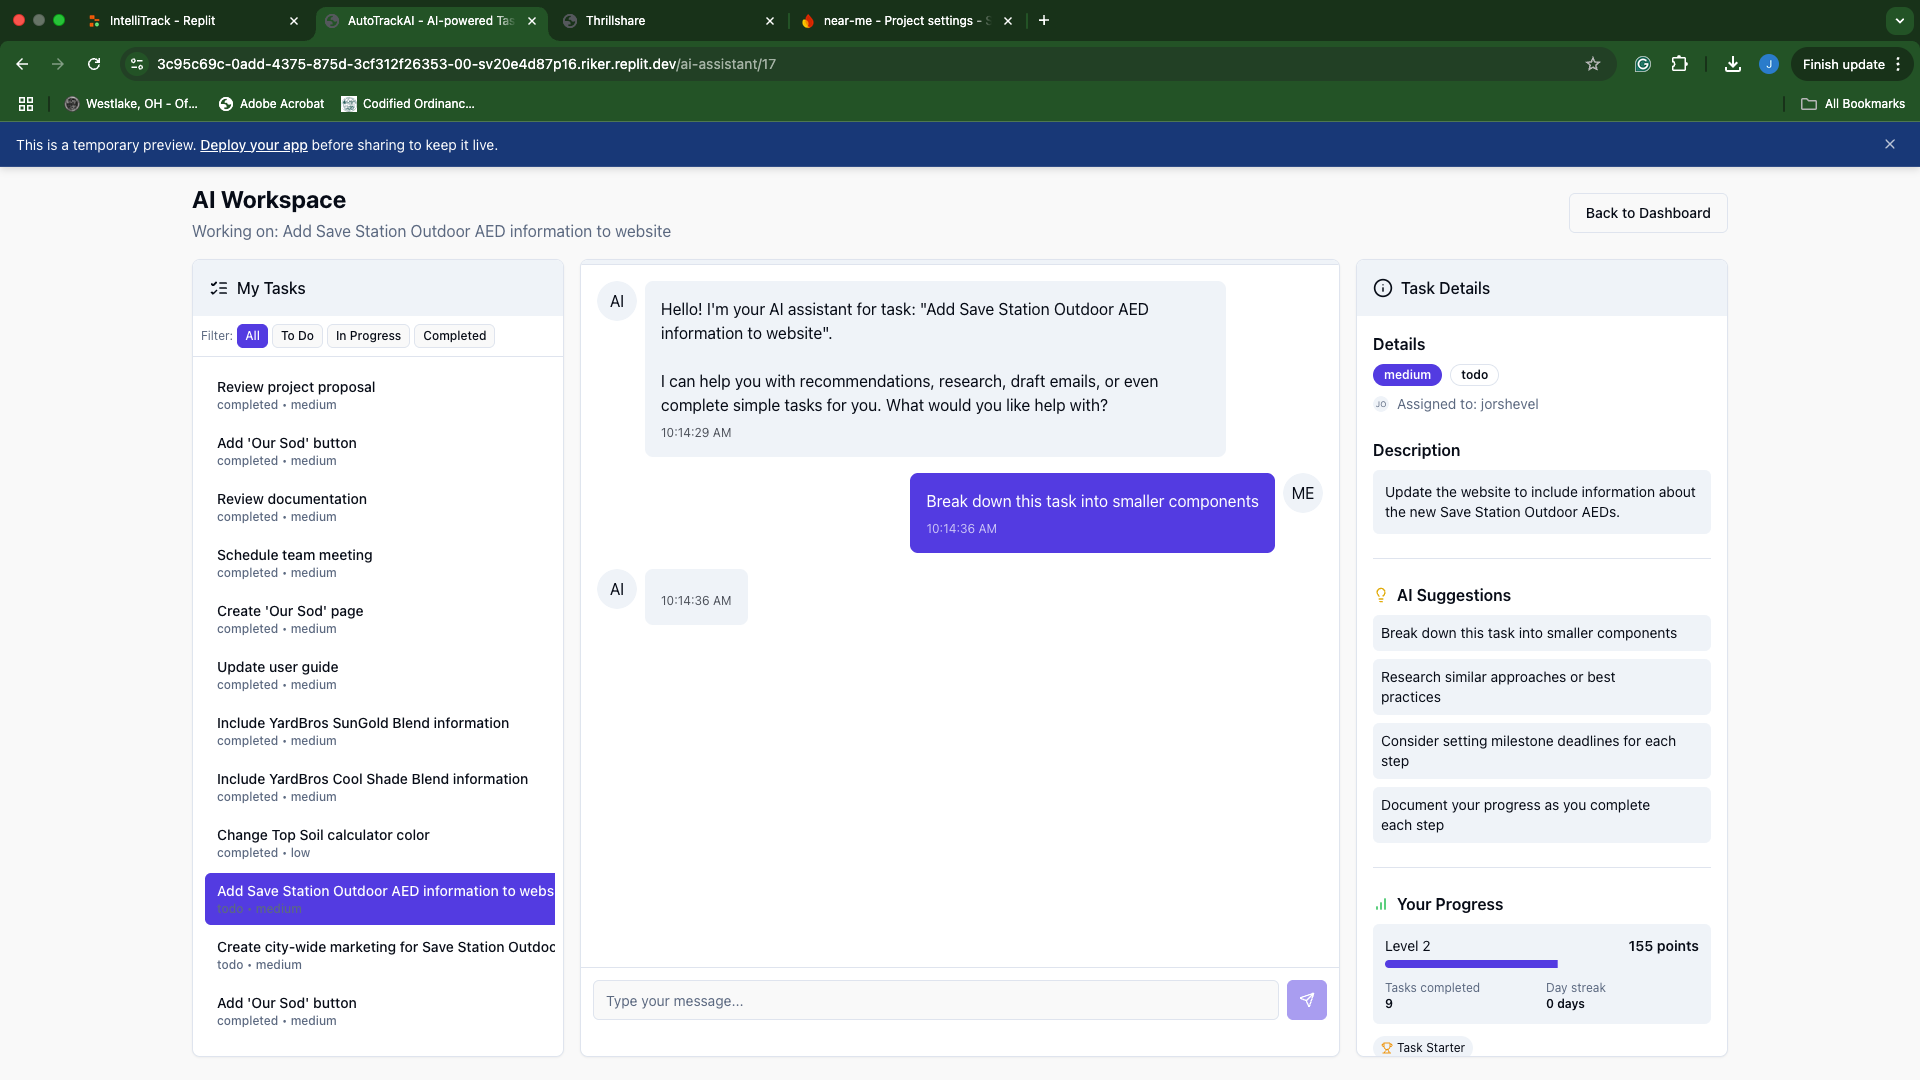 IntelliTrack - Replit
AutoTrackAI - AI-powered Tas
Thrillshare
near-me - Project settings - S
3c95c69c-0add-4375-875d-3cf312f26353-00-sv20e4d87p16.riker.replit.dev/ai-assistant/17
J
Finish update
Westlake, OH - Of...
Adobe Acrobat
Codified Ordinanc...
All Bookmarks
This is a temporary preview. Deploy your app before sharing to keep it live.
AI Workspace
Working on: Add Save Station Outdoor AED information to website
Back to Dashboard
My Tasks
Filter:
All
To Do
In Progress
Completed
Review project proposal
completed • medium
Add 'Our Sod' button
completed • medium
Review documentation
completed • medium
Schedule team meeting
completed • medium
Create 'Our Sod' page
completed • medium
Update user guide
completed • medium
Include YardBros SunGold Blend information
completed • medium
Include YardBros Cool Shade Blend information
completed • medium
Change Top Soil calculator color
completed • low
Add Save Station Outdoor AED information to webs
todo • medium
Create city-wide marketing for Save Station Outdoo
todo • medium
Add 'Our Sod' button
completed • medium
AI
Hello! I'm your AI assistant for task: "Add Save Station Outdoor AED
information to website".
I can help you with recommendations, research, draft emails, or even
complete simple tasks for you. What would you like help with?
10:14:29 AM
Break down this task into smaller components
10:14:36 AM
ME
AI
10:14:36 AM
Type your message...
Task Details
Details
medium
todo
JO
Assigned to: jorshevel
Description
Update the website to include information about
the new Save Station Outdoor AEDs.
AI Suggestions
Break down this task into smaller components
Research similar approaches or best
practices
Consider setting milestone deadlines for each
step
Document your progress as you complete
each step
Your Progress
Level 2
155 points
Tasks completed
9
Day streak
0 days
Task Starter